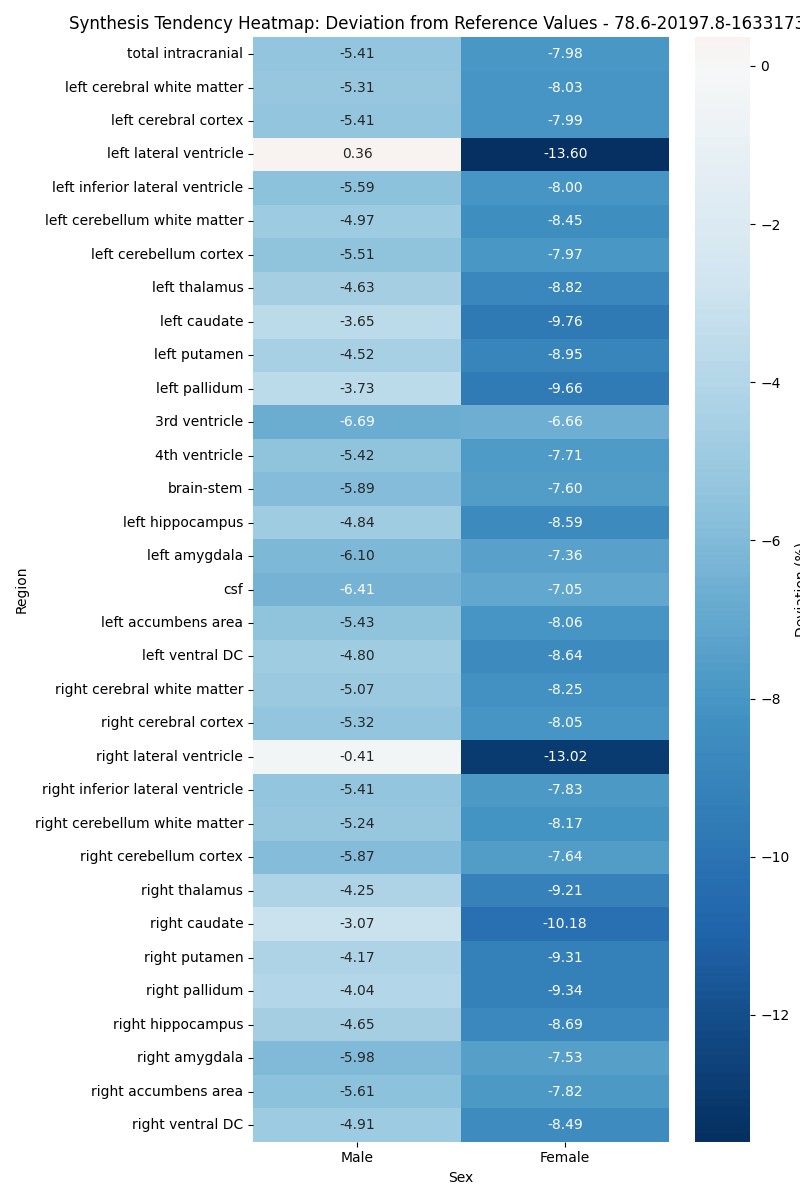 Synthesis Tendency Heatmap: Deviation from Reference Values - 78.6-20197.8-1633173
total intracranial -5.41 -7.98 0
left cerebral white matter -5.31 -8.03
left cerebral cortex -5.41 -7.99
left lateral ventricle 0.36 -13.60
left inferior lateral ventricle -5.59 -8.00
left cerebellum white matter -4.97 -8.45 −2
left cerebellum cortex -5.51 -7.97
left thalamus -4.63 -8.82
left caudate -3.65 -9.76
left putamen -4.52 -8.95
left pallidum -3.73 -9.66 −4
3rd ventricle -6.69 -6.66
4th ventricle -5.42 -7.71
brain-stem -5.89 -7.60
left hippocampus -4.84 -8.59
left amygdala -6.10 -7.36 −6
csf -6.41 -7.05
left accumbens area -5.43 -8.06
left ventral DC -4.80 -8.64
right cerebral white matter -5.07 -8.25 −8
right cerebral cortex -5.32 -8.05
right lateral ventricle -0.41 -13.02
right inferior lateral ventricle -5.41 -7.83
right cerebellum white matter -5.24 -8.17
right cerebellum cortex -5.87 -7.64 −10
right thalamus -4.25 -9.21
right caudate -3.07 -10.18
right putamen -4.17 -9.31
right pallidum -4.04 -9.34
right hippocampus -4.65 -8.69 −12
right amygdala -5.98 -7.53
right accumbens area -5.61 -7.82
right ventral DC -4.91 -8.49
Male Female
Sex
Region
Deviation (%)